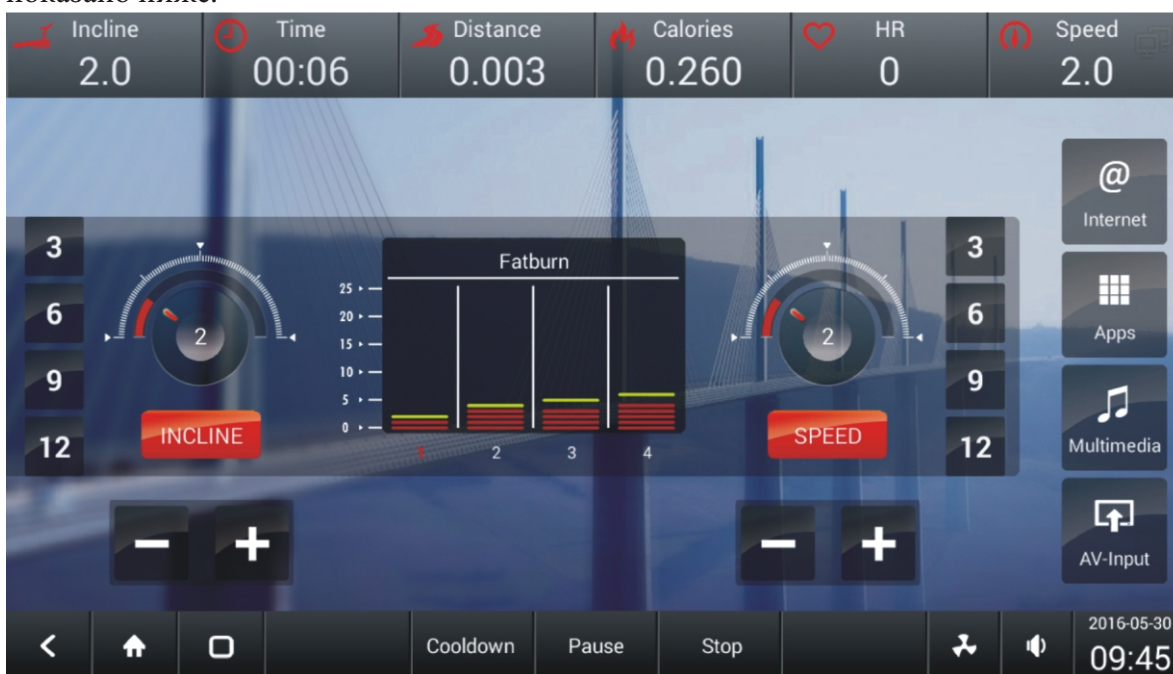 показано ниже.
Incline Time Distance Calories HR Speed
2.0 00:06 0.003 0.260 0 2.0
@
Internet
Apps
Multimedia
AV-Input
3
6
9
12
2
INCLINE
Fatburn
25
20
15
10
5
0
1 2 3 4
2
SPEED
3
6
9
12
− +
− +
Cooldown Pause Stop
2016-05-30
09:45